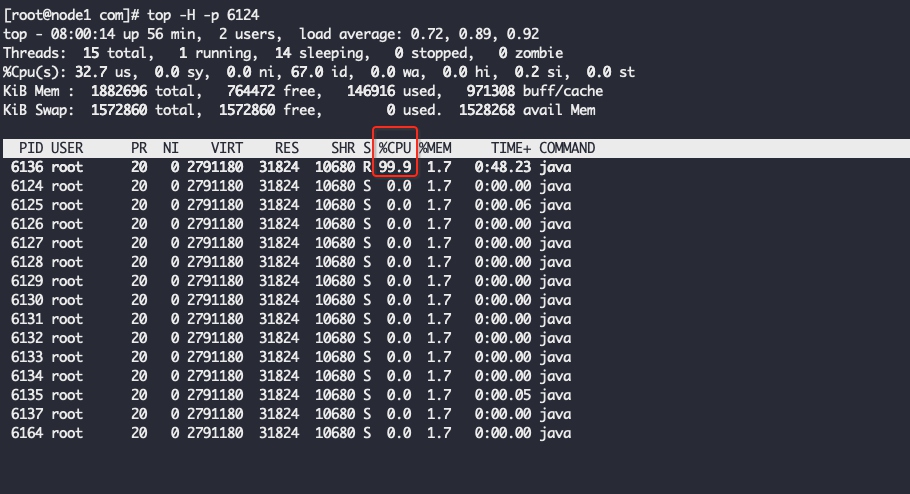 [root@node1 com]# top -H -p 6124
top - 08:00:14 up 56 min,  2 users,  load average: 0.72, 0.89, 0.92
Threads:  15 total,   1 running,  14 sleeping,   0 stopped,   0 zombie
%Cpu(s): 32.7 us,  0.0 sy,  0.0 ni, 67.0 id,  0.0 wa,  0.0 hi,  0.2 si,  0.0 st
KiB Mem :  1882696 total,   764472 free,   146916 used,   971308 buff/cache
KiB Swap:  1572860 total,  1572860 free,        0 used.  1528268 avail Mem
PID USER      PR  NI    VIRT    RES    SHR S %CPU %MEM     TIME+ COMMAND
6136 root      20   0 2791180  31824  10680 R 99.9  1.7   0:48.23 java
6124 root      20   0 2791180  31824  10680 S  0.0  1.7   0:00.00 java
6125 root      20   0 2791180  31824  10680 S  0.0  1.7   0:00.06 java
6126 root      20   0 2791180  31824  10680 S  0.0  1.7   0:00.00 java
6127 root      20   0 2791180  31824  10680 S  0.0  1.7   0:00.00 java
6128 root      20   0 2791180  31824  10680 S  0.0  1.7   0:00.00 java
6129 root      20   0 2791180  31824  10680 S  0.0  1.7   0:00.00 java
6130 root      20   0 2791180  31824  10680 S  0.0  1.7   0:00.00 java
6131 root      20   0 2791180  31824  10680 S  0.0  1.7   0:00.00 java
6132 root      20   0 2791180  31824  10680 S  0.0  1.7   0:00.00 java
6133 root      20   0 2791180  31824  10680 S  0.0  1.7   0:00.00 java
6134 root      20   0 2791180  31824  10680 S  0.0  1.7   0:00.00 java
6135 root      20   0 2791180  31824  10680 S  0.0  1.7   0:00.05 java
6137 root      20   0 2791180  31824  10680 S  0.0  1.7   0:00.00 java
6164 root      20   0 2791180  31824  10680 S  0.0  1.7   0:00.00 java